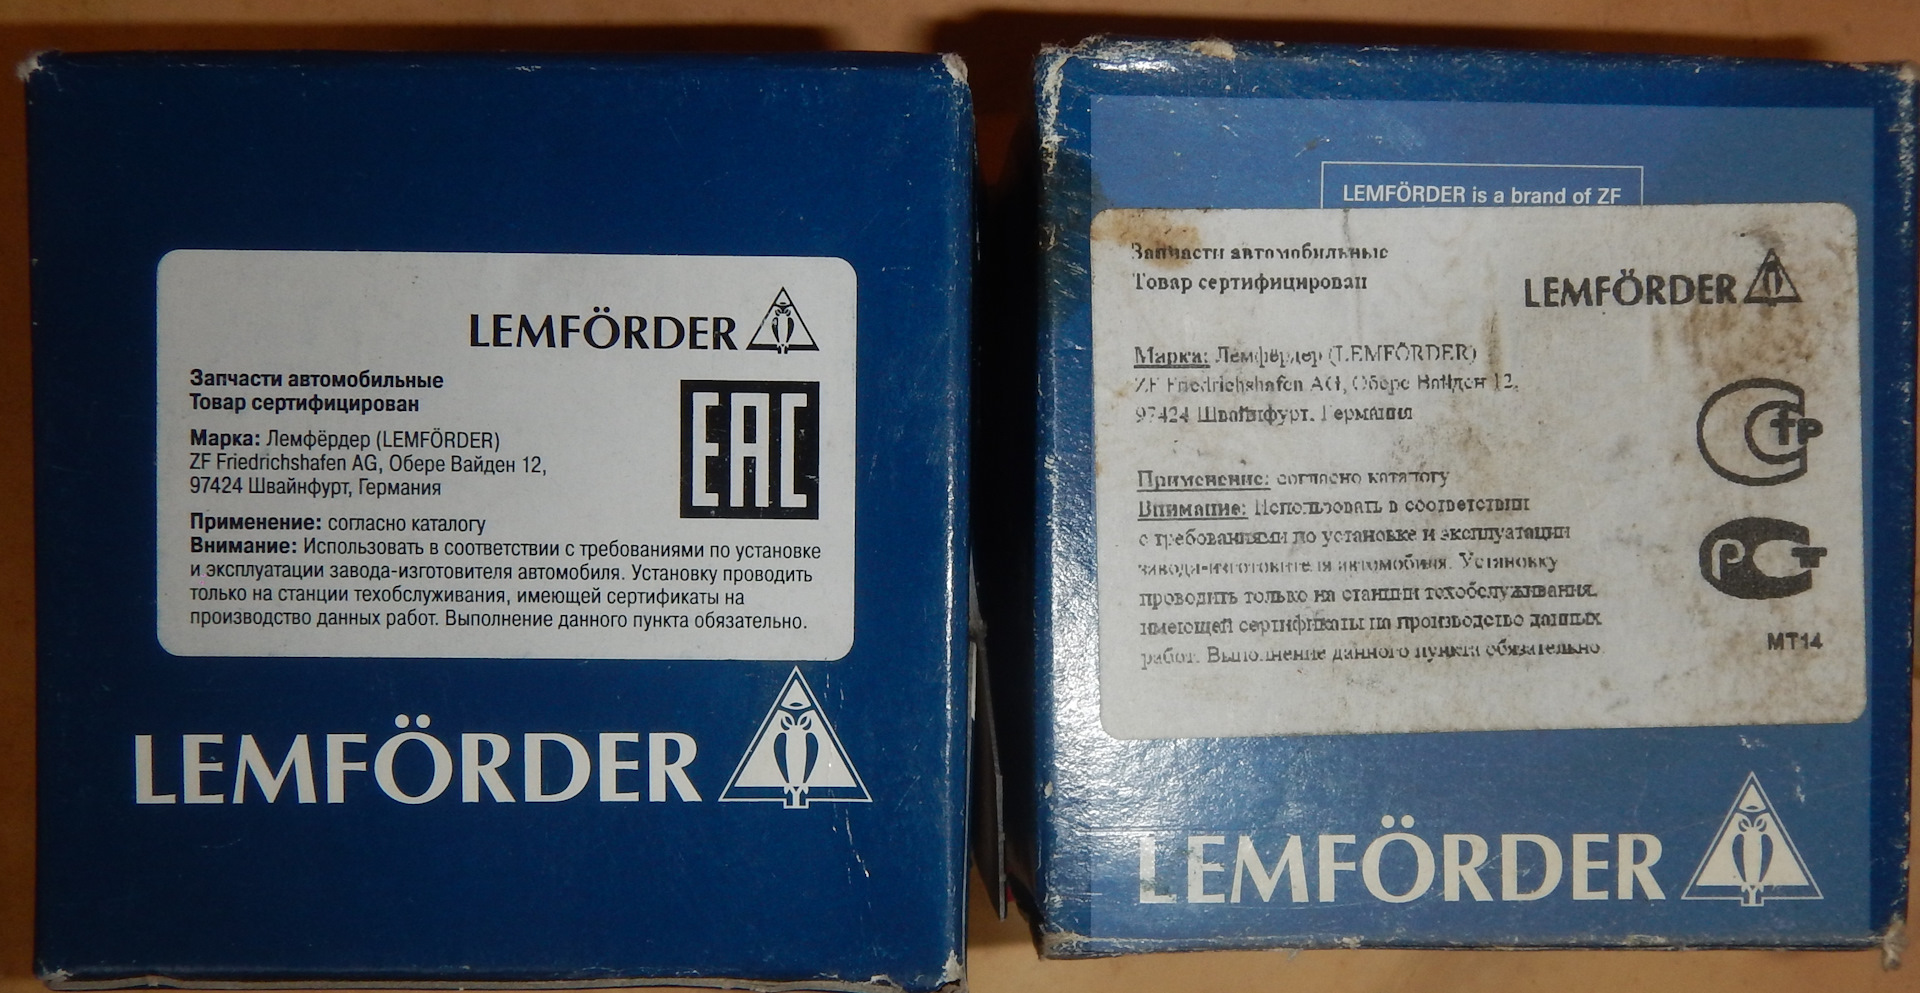 LEMFÖRDER
Запчасти автомобильные
Товар сертифицирован
EAC
Марка: Лемфёрдер (LEMFÖRDER)
ZF Friedrichshafen AG, Обере Вайден 12,
97424 Швайнфурт, Германия
Применение: согласно каталогу
Внимание: Использовать в соответствии с требованиями по установке
и эксплуатации завода-изготовителя автомобиля. Установку проводить
только на станции техобслуживания, имеющей сертификаты на
производство данных работ. Выполнение данного пункта обязательно.
LEMFÖRDER
LEMFÖRDER is a brand of ZF
Запчасти автомобильные
Товар сертифицирован
LEMFÖRDER
Марка: Лемфёрдер (LEMFÖRDER)
ZF Friedrichshafen AG, Обере Вайден 12,
97424 Швайнфурт, Германия
Применение: согласно каталогу
Внимание: Использовать в соответствии
с требованиями по установке и эксплуатации
завода-изготовителя автомобиля. Установку
проводить только на станции техобслуживания,
имеющей сертификаты на производство данных
работ. Выполнение данного пункта обязательно
СтР
РСт
МТ14
LEMFÖRDER